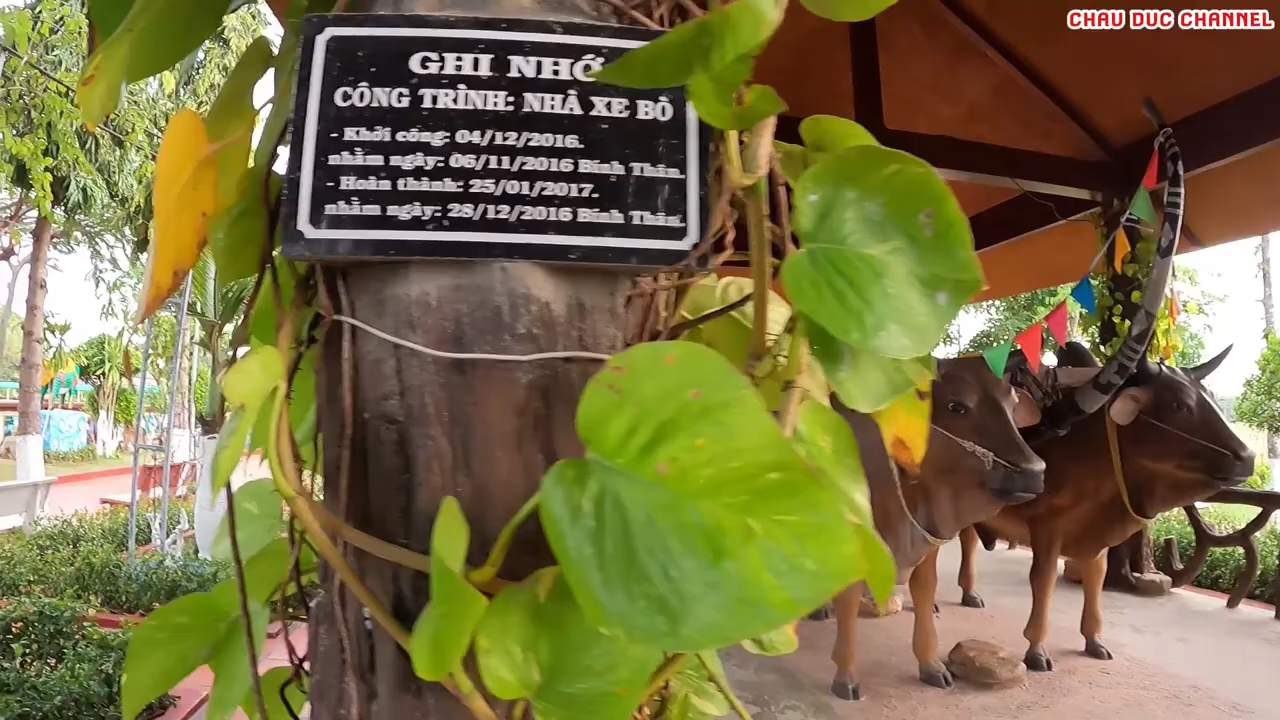 CHAU DUC CHANNEL
GHI NHỚ
CÔNG TRÌNH: NHÀ XE BÒ
- Khởi công: 04/12/2016.
nhằm ngày: 06/11/2016 Bính Thân.
- Hoàn thành: 25/01/2017.
nhằm ngày: 28/12/2016 Bính Thân.